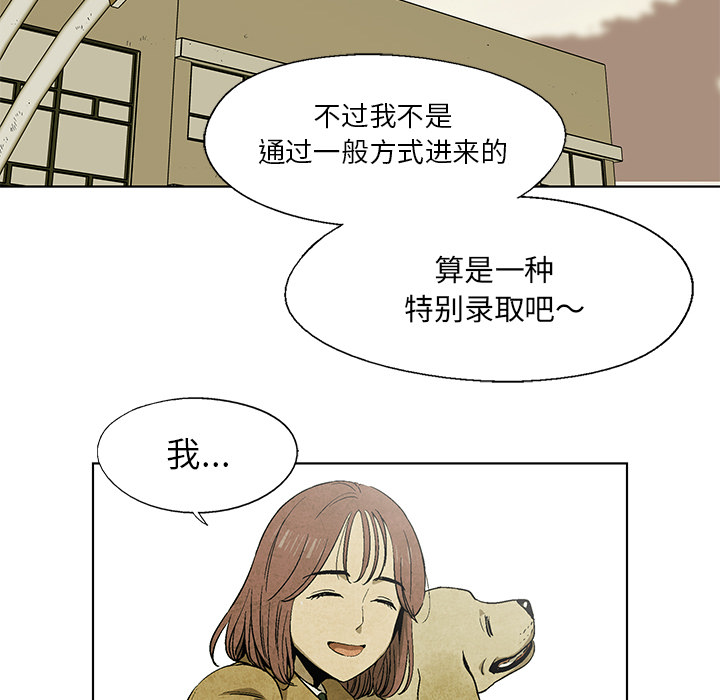 不过我不是
通过一般方式进来的
算是一种
特别录取吧～
我…